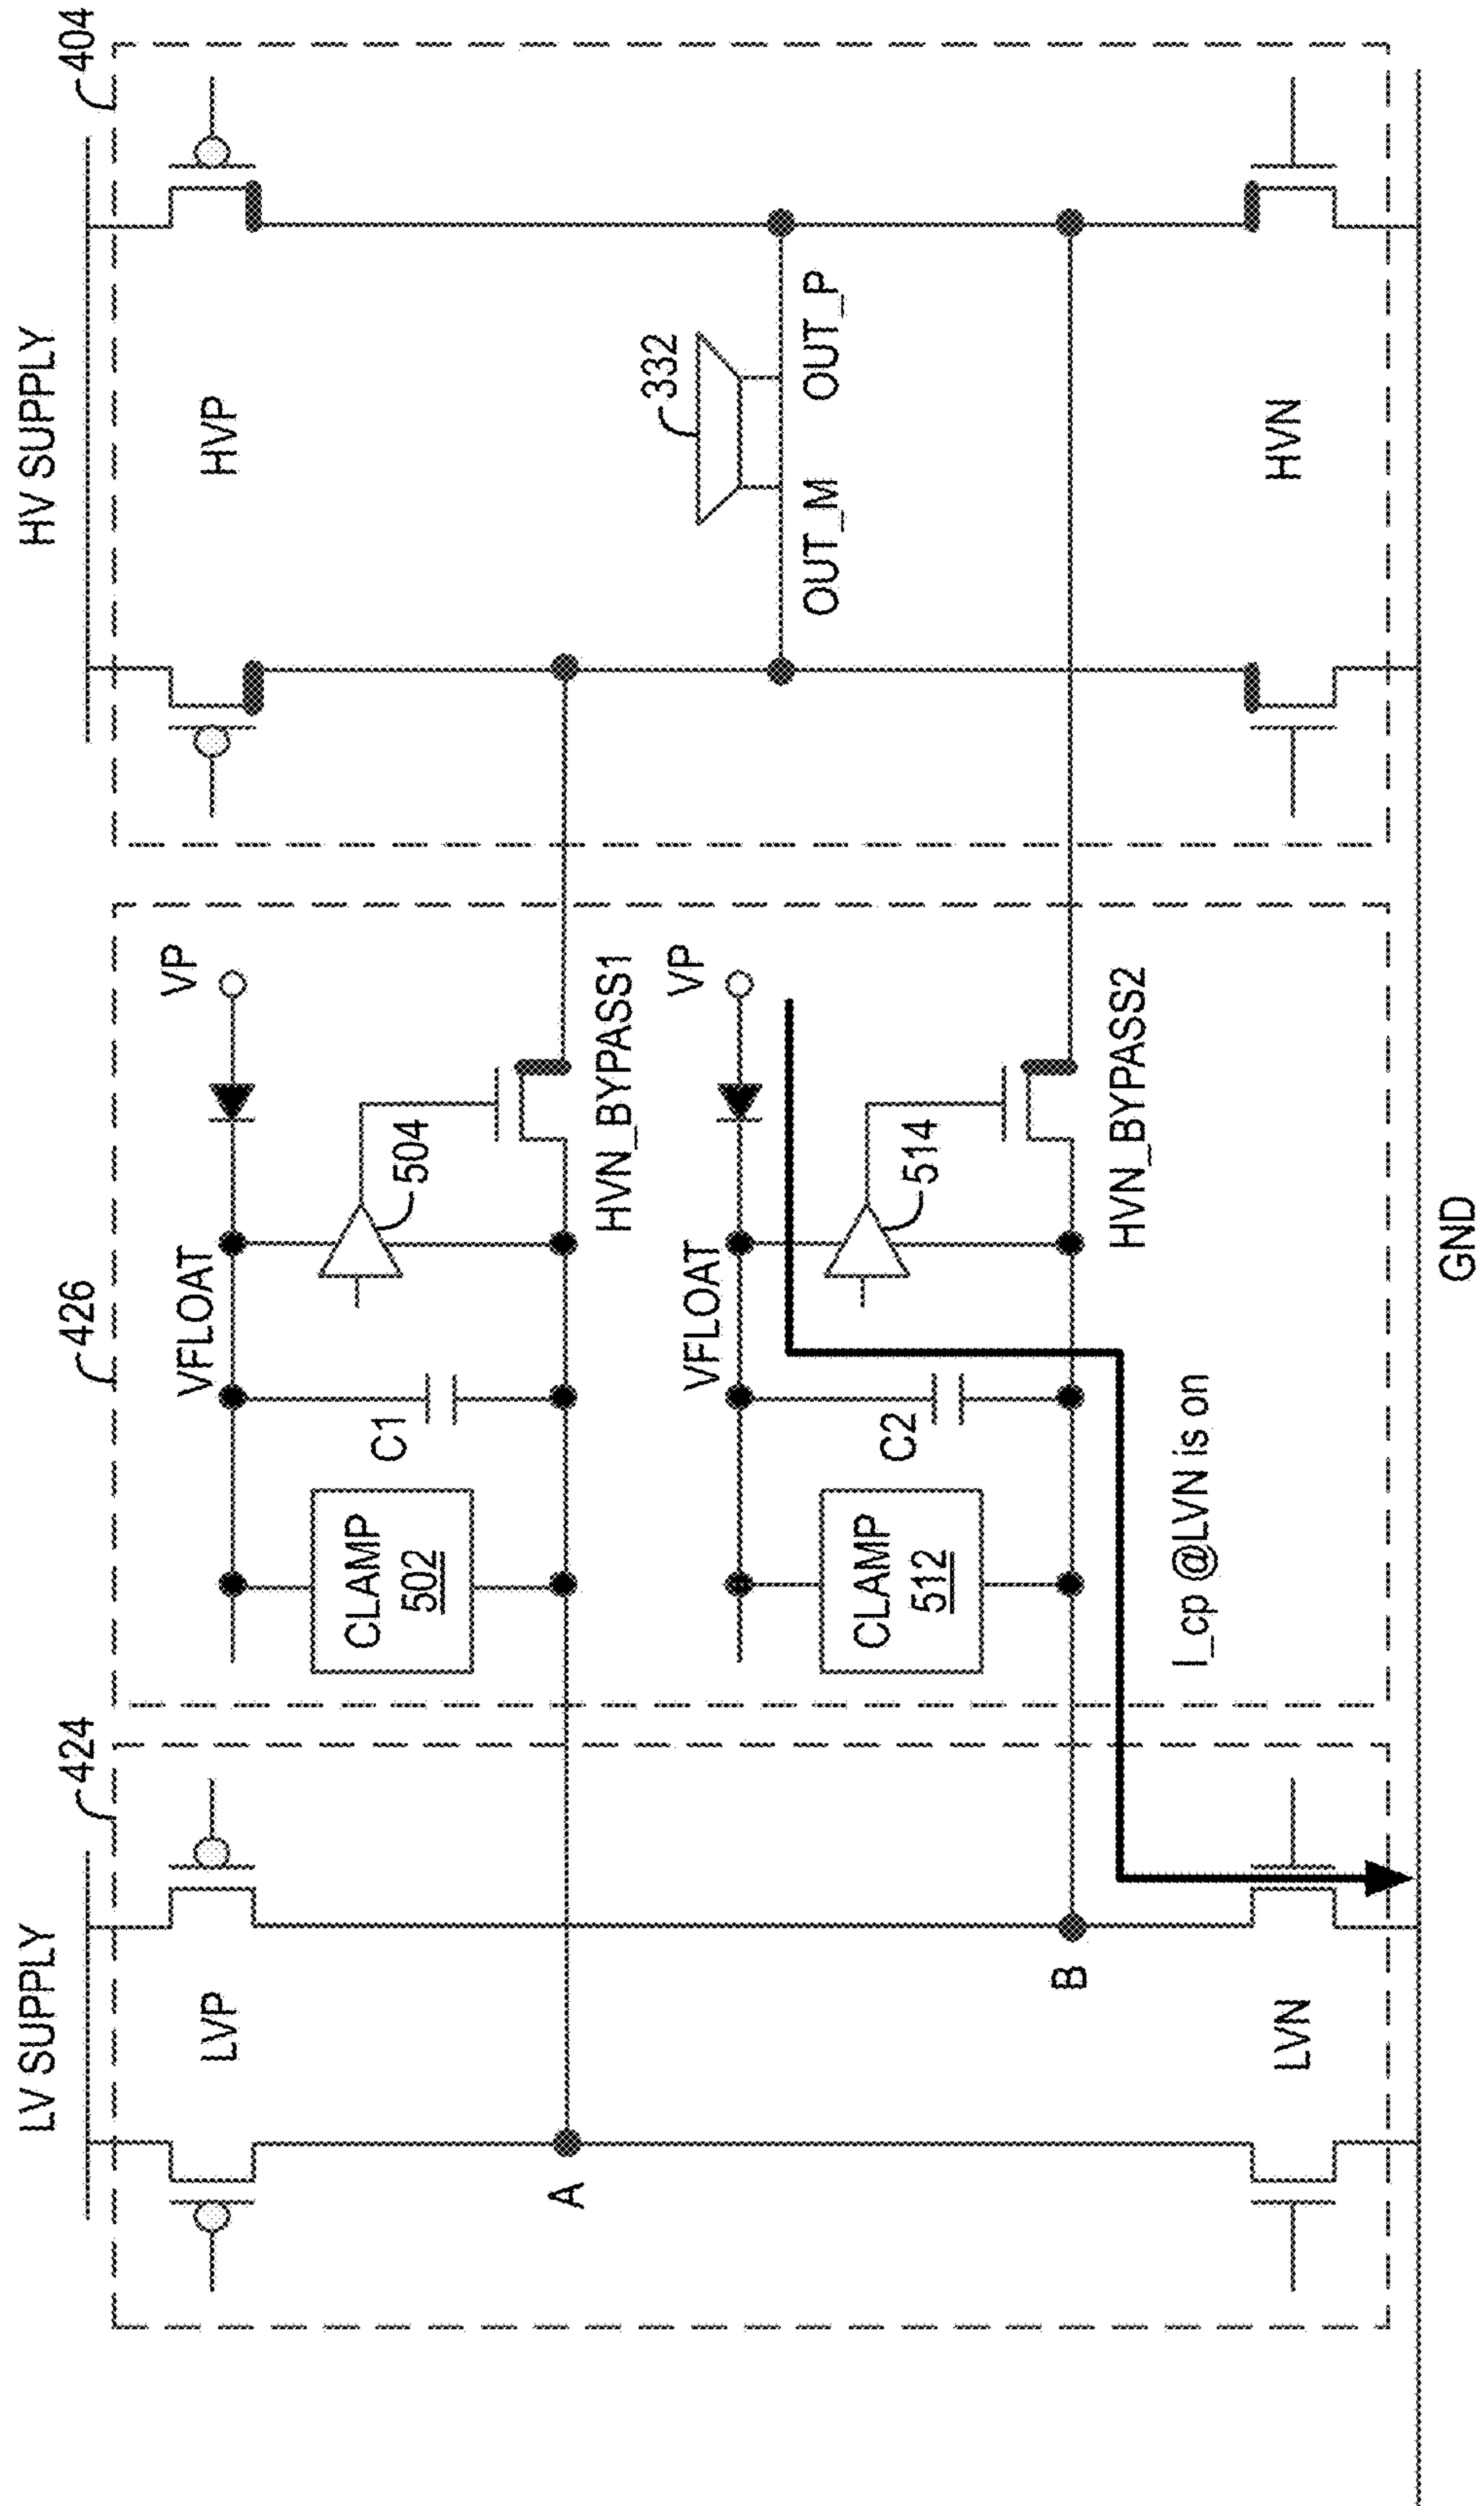 LV SUPPLY
424
LVP
A
B
LVN
426
VFLOAT
VP
CLAMP
502
C1
504
HVN_BYPASS1
VFLOAT
VP
CLAMP
512
C2
514
HVN_BYPASS2
I_cp @LVN is on
GND
HV SUPPLY
404
HVP
332
OUT_M
OUT_P
HVN